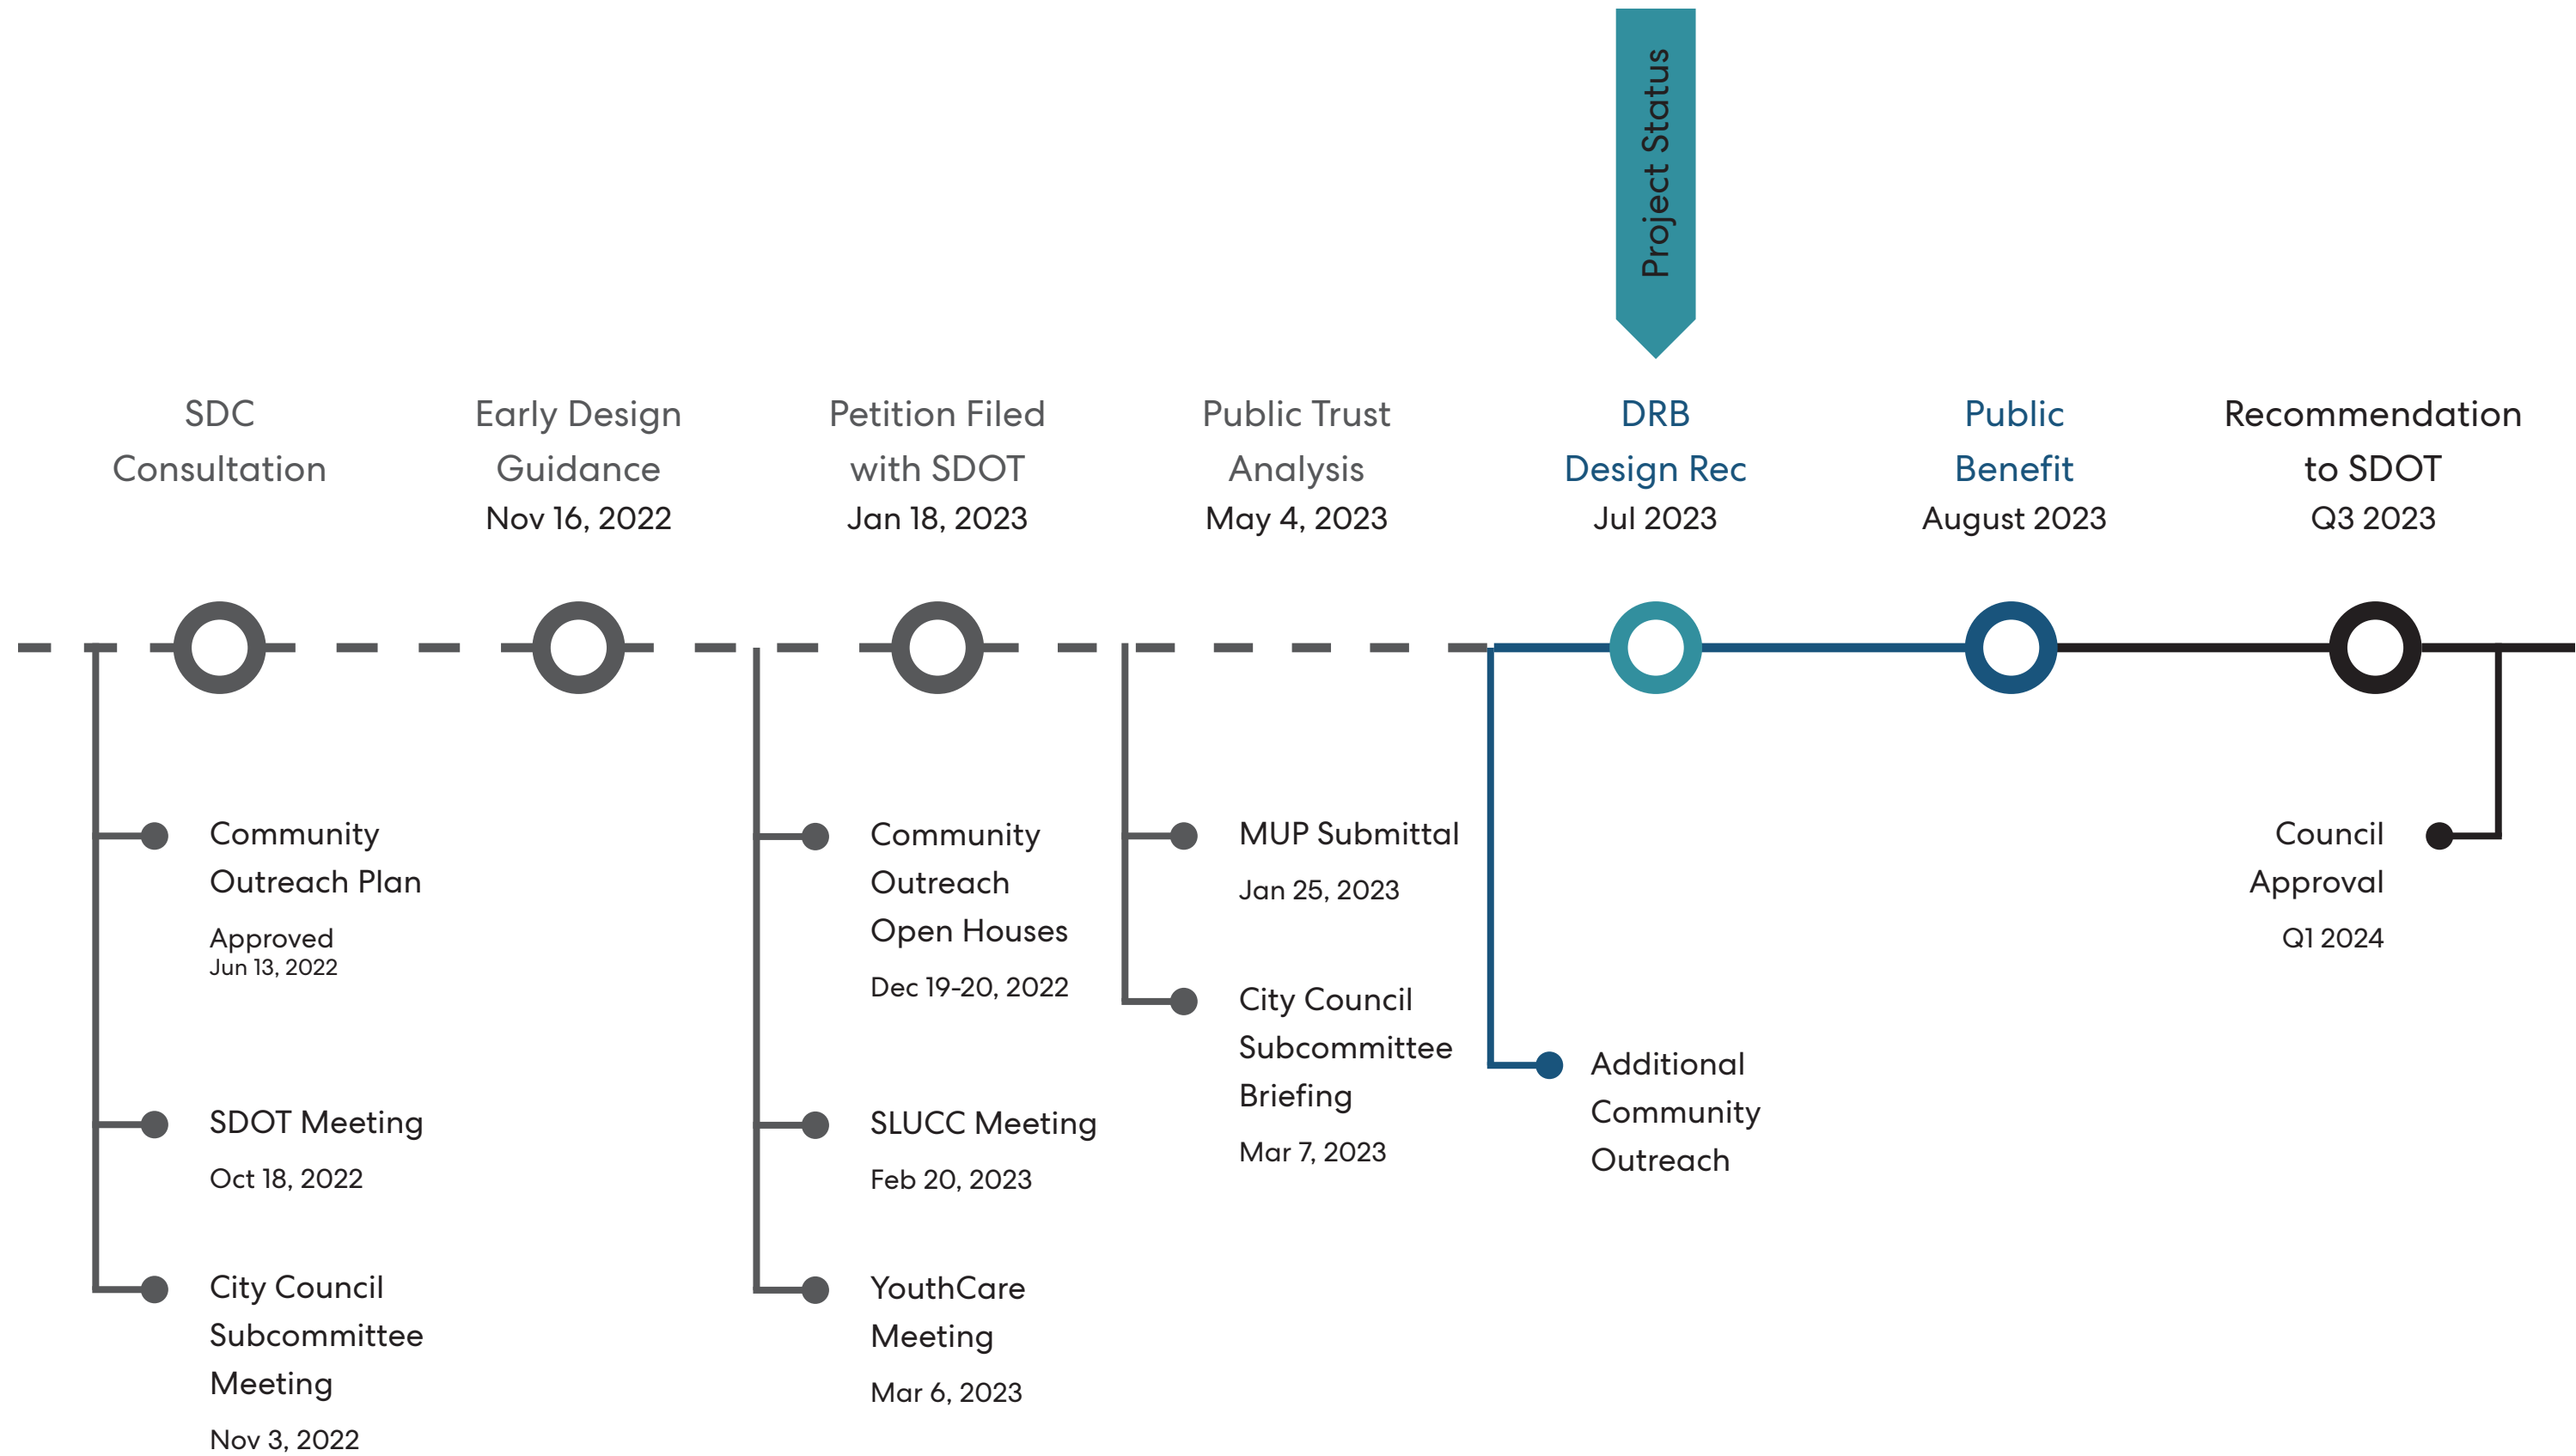 Project Status
SDC
Consultation
Early Design
Guidance
Nov 16, 2022
Petition Filed
with SDOT
Jan 18, 2023
Public Trust
Analysis
May 4, 2023
DRB
Design Rec
Jul 2023
Public
Benefit
August 2023
Recommendation
to SDOT
Q3 2023
Community
Outreach Plan
Approved
Jun 13, 2022
SDOT Meeting
Oct 18, 2022
City Council
Subcommittee
Meeting
Nov 3, 2022
Community
Outreach
Open Houses
Dec 19-20, 2022
SLUCC Meeting
Feb 20, 2023
YouthCare
Meeting
Mar 6, 2023
MUP Submittal
Jan 25, 2023
City Council
Subcommittee
Briefing
Mar 7, 2023
Additional
Community
Outreach
Council
Approval
Q1 2024